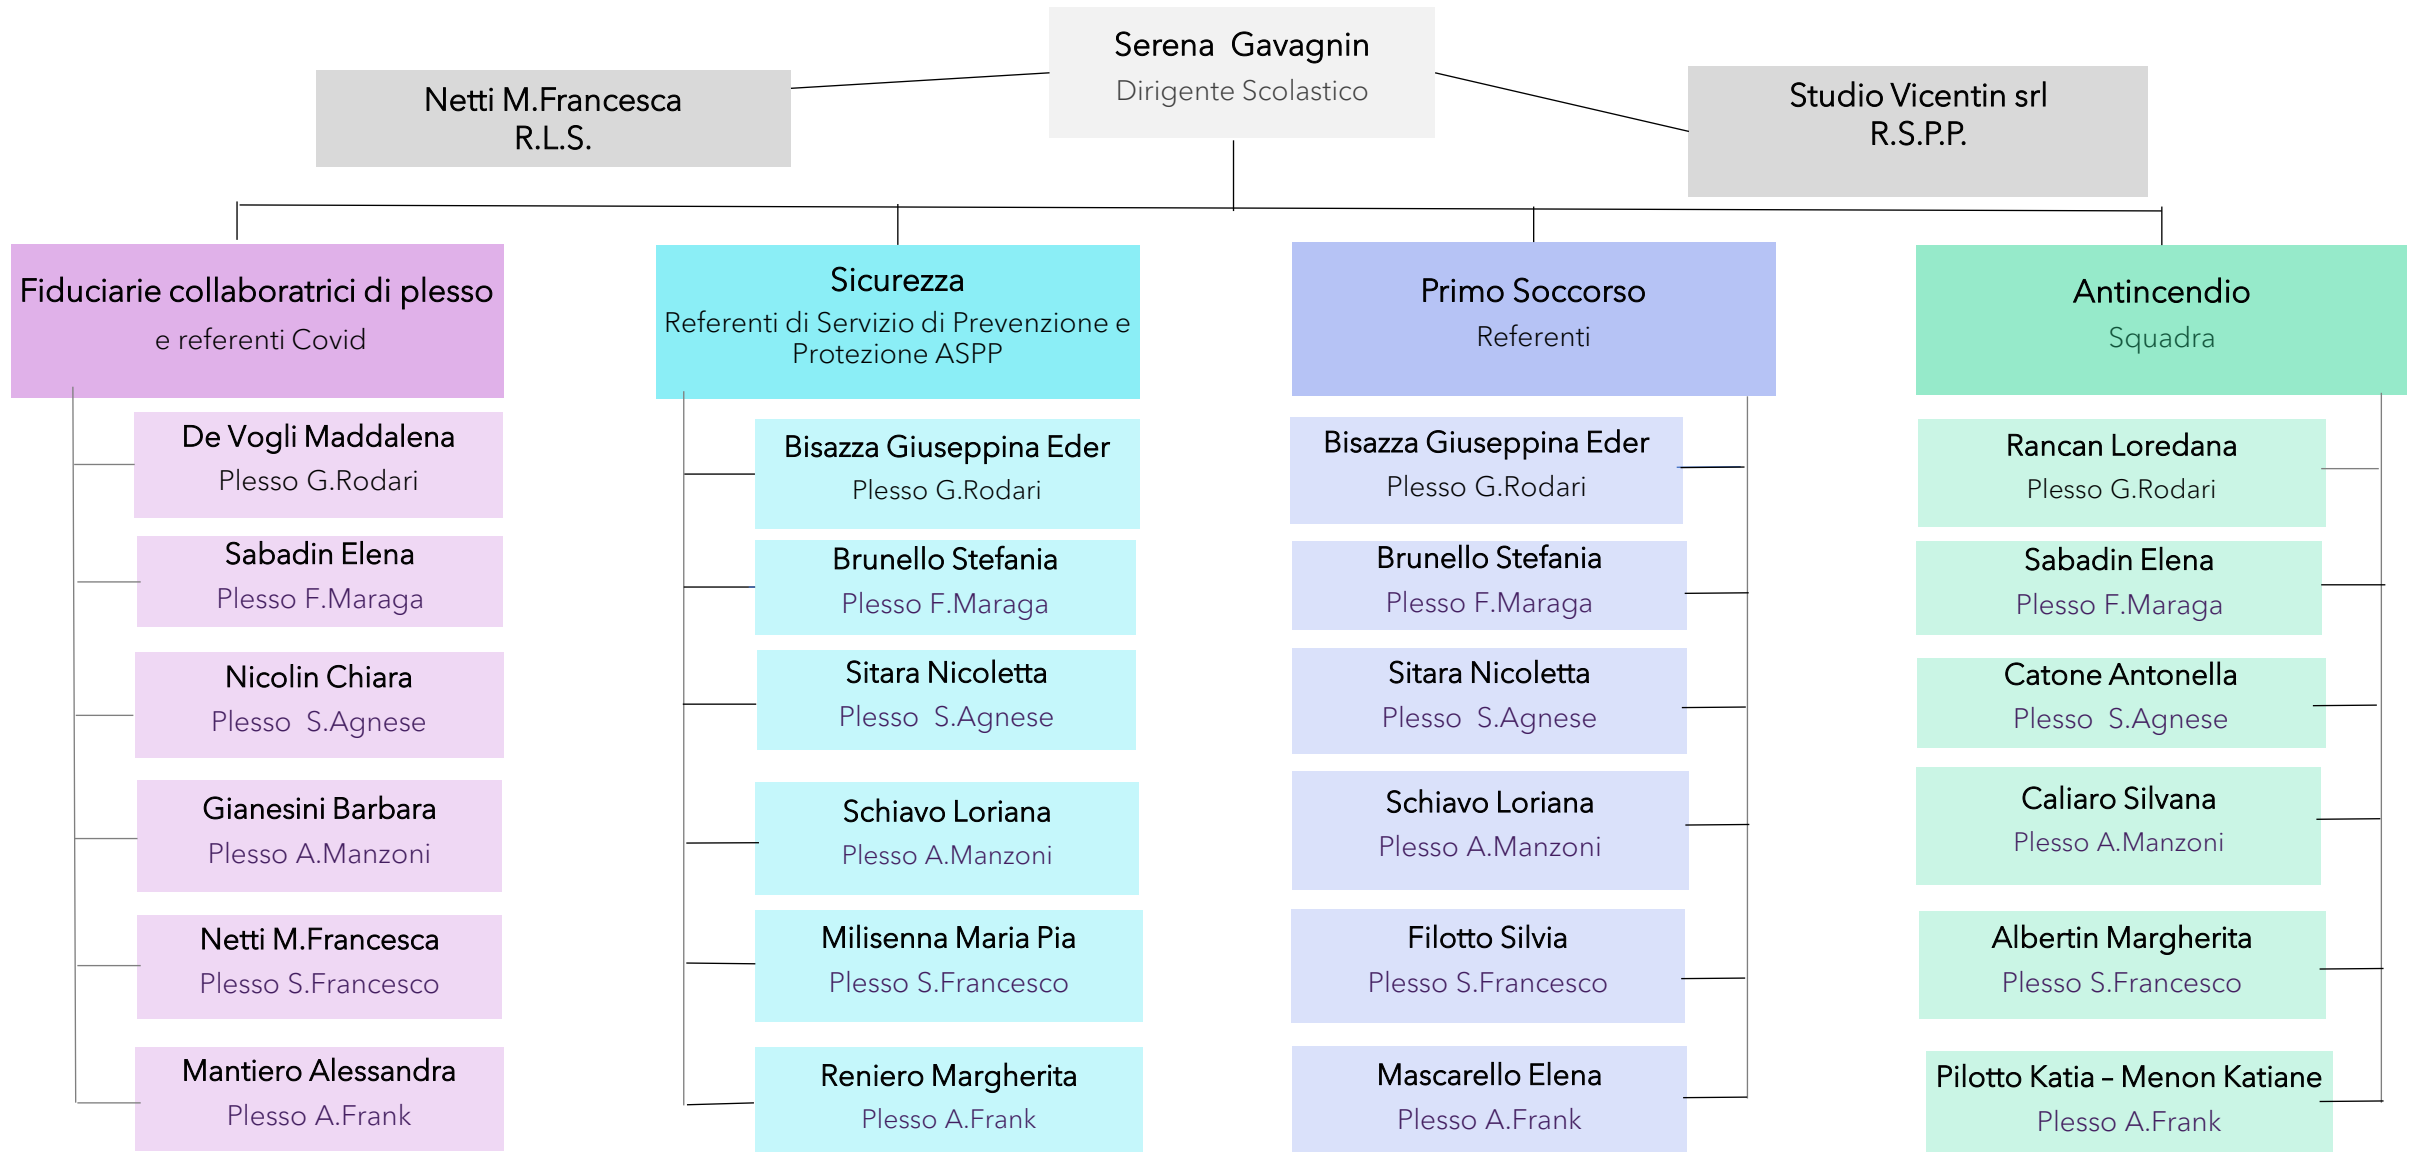 Serena  Gavagnin
Dirigente Scolastico
Netti M.Francesca
R.L.S.
Studio Vicentin srl
R.S.P.P.
Fiduciarie collaboratrici di plesso
e referenti Covid
De Vogli Maddalena
Plesso G.Rodari
Sabadin Elena
Plesso F.Maraga
Nicolin Chiara
Plesso  S.Agnese
Gianesini Barbara
Plesso A.Manzoni
Netti M.Francesca
Plesso S.Francesco
Mantiero Alessandra
Plesso A.Frank
Sicurezza
Referenti di Servizio di Prevenzione e
Protezione ASPP
Bisazza Giuseppina Eder
Plesso G.Rodari
Brunello Stefania
Plesso F.Maraga
Sitara Nicoletta
Plesso  S.Agnese
Schiavo Loriana
Plesso A.Manzoni
Milisenna Maria Pia
Plesso S.Francesco
Reniero Margherita
Plesso A.Frank
Primo Soccorso
Referenti
Bisazza Giuseppina Eder
Plesso G.Rodari
Brunello Stefania
Plesso F.Maraga
Sitara Nicoletta
Plesso  S.Agnese
Schiavo Loriana
Plesso A.Manzoni
Filotto Silvia
Plesso S.Francesco
Mascarello Elena
Plesso A.Frank
Antincendio
Squadra
Rancan Loredana
Plesso G.Rodari
Sabadin Elena
Plesso F.Maraga
Catone Antonella
Plesso  S.Agnese
Caliaro Silvana
Plesso A.Manzoni
Albertin Margherita
Plesso S.Francesco
Pilotto Katia – Menon Katiane
Plesso A.Frank